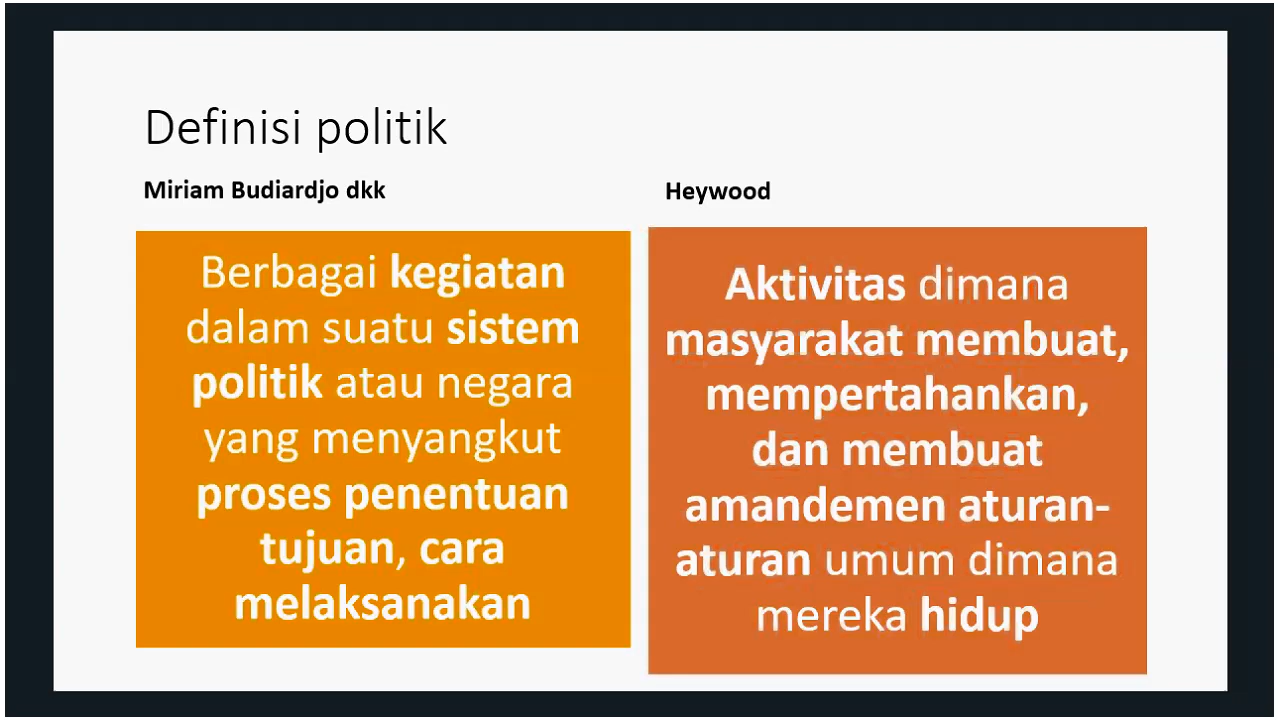 Definisi politik
Miriam Budiardjo dkk
Berbagai kegiatan
dalam suatu sistem
politik atau negara
yang menyangkut
proses penentuan
tujuan, cara
melaksanakan
Heywood
Aktivitas dimana
masyarakat membuat,
mempertahankan,
dan membuat
amandemen aturan-
aturan umum dimana
mereka hidup